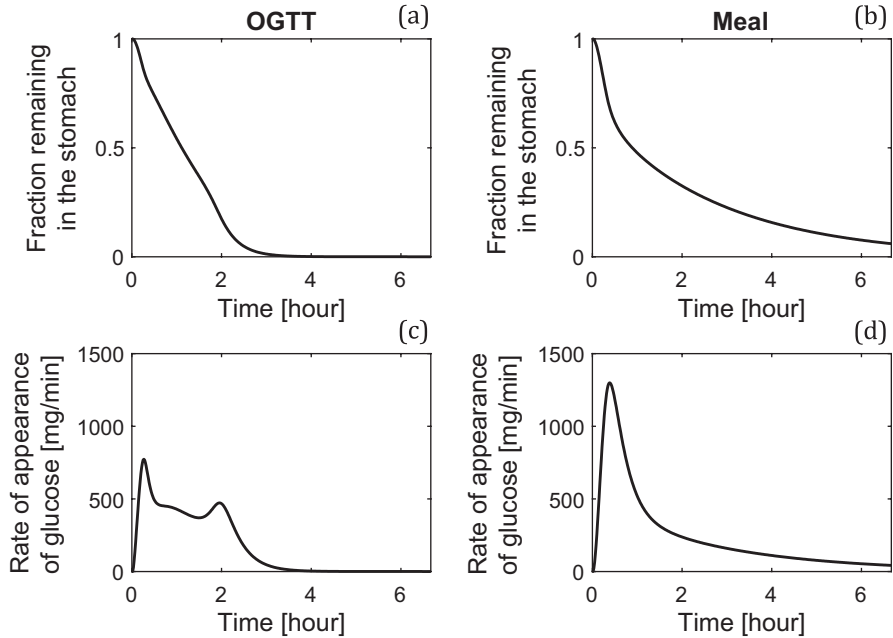 OGTT
(a)
Fraction remaining
in the stomach
1
0.5
0
0
2
4
6
Time [hour]
Meal
(b)
Fraction remaining
in the stomach
1
0.5
0
0
2
4
6
Time [hour]
(c)
Rate of appearance
of glucose [mg/min]
1500
1000
500
0
0
2
4
6
Time [hour]
(d)
Rate of appearance
of glucose [mg/min]
1500
1000
500
0
0
2
4
6
Time [hour]